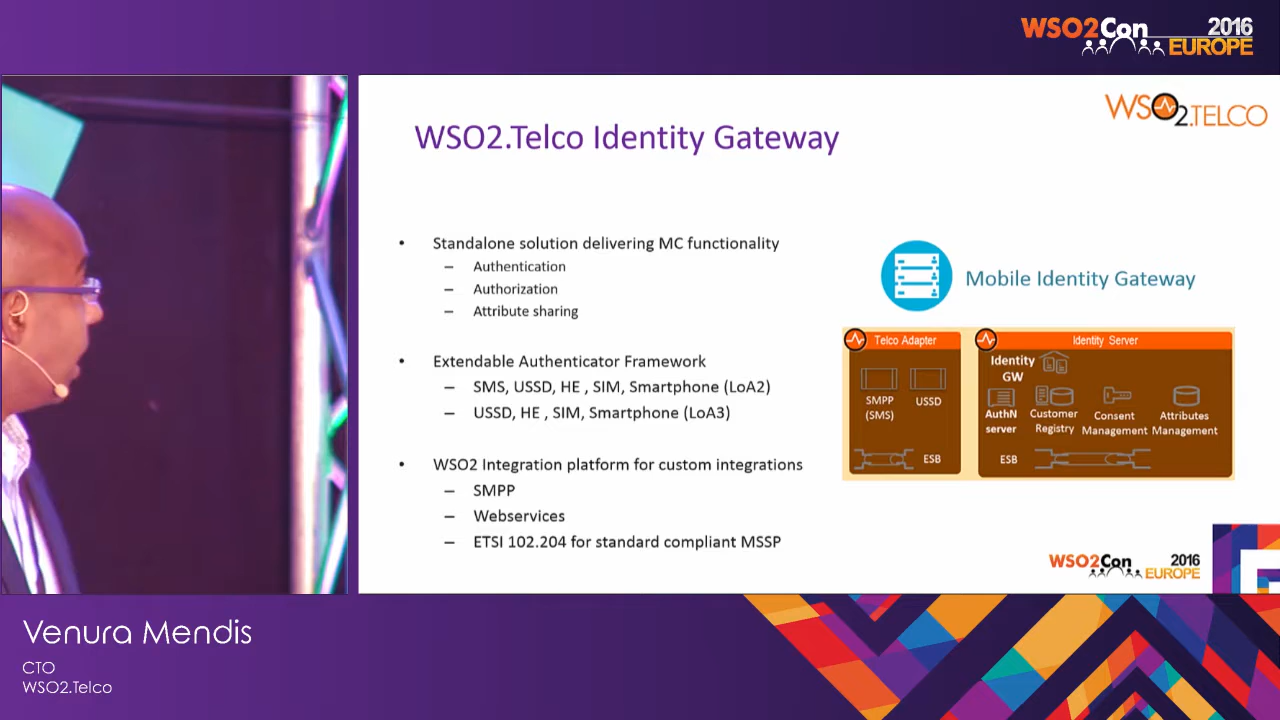 WSO2Con 2016
EUROPE
WSO2.TELCO
WSO2.Telco Identity Gateway
• Standalone solution delivering MC functionality
– Authentication
– Authorization
– Attribute sharing
• Extendable Authenticator Framework
– SMS, USSD, HE , SIM, Smartphone (LoA2)
– USSD, HE , SIM, Smartphone (LoA3)
• WSO2 Integration platform for custom integrations
– SMPP
– Webservices
– ETSI 102.204 for standard compliant MSSP
Mobile Identity Gateway
Telco Adapter
SMPP
(SMS)
USSD
ESB
Identity Server
Identity
GW
AuthN
server
Customer
Registry
Consent
Management
Attributes
Management
ESB
WSO2Con 2016
EUROPE
Venura Mendis
CTO
WSO2.Telco